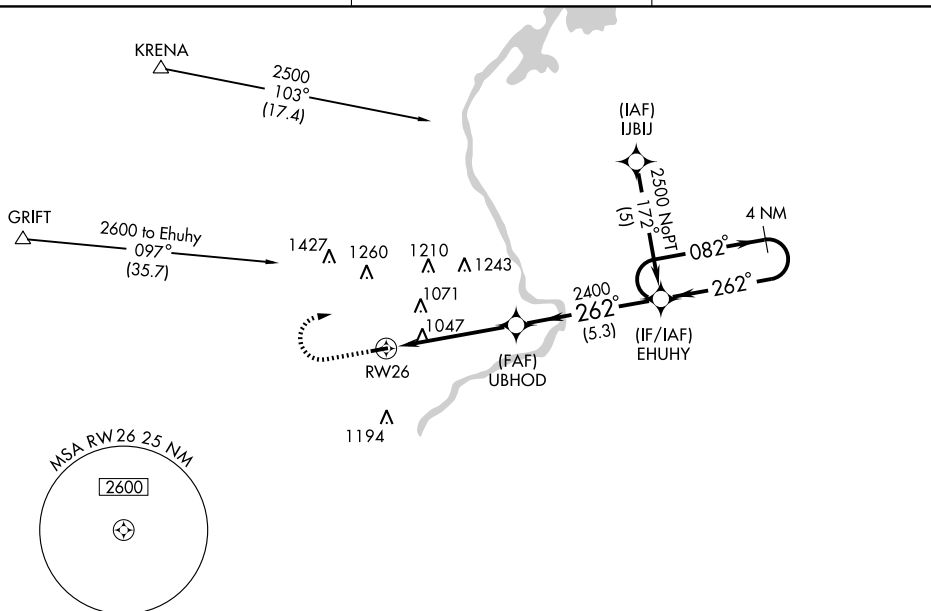 KRENA
2500
103°
(17.4)
(IAF)
IJBIJ
2500 NoPT
172°
(5)
4 NM
082°
262°
GRIFT
2600 to Ehuhy
097°
(35.7)
1427
1260
1210
1243
1071
1047
2400
262°
(5.3)
(IF/IAF)
EHUHY
(FAF)
UBHOD
RW26
1194
MSA RW26 25 NM
2600